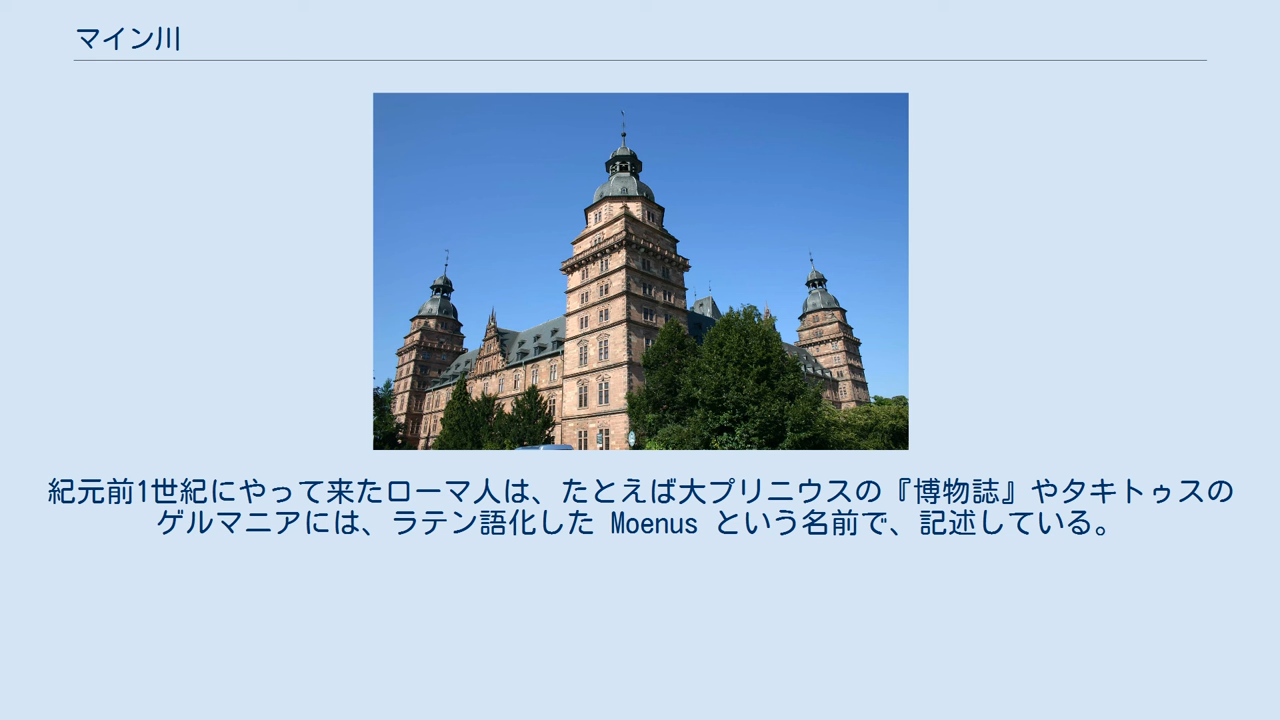 マイン川
紀元前1世紀にやって来たローマ人は、たとえば大プリニウスの『博物誌』やタキトゥスの
ゲルマニアには、ラテン語化した Moenus という名前で、記述している。